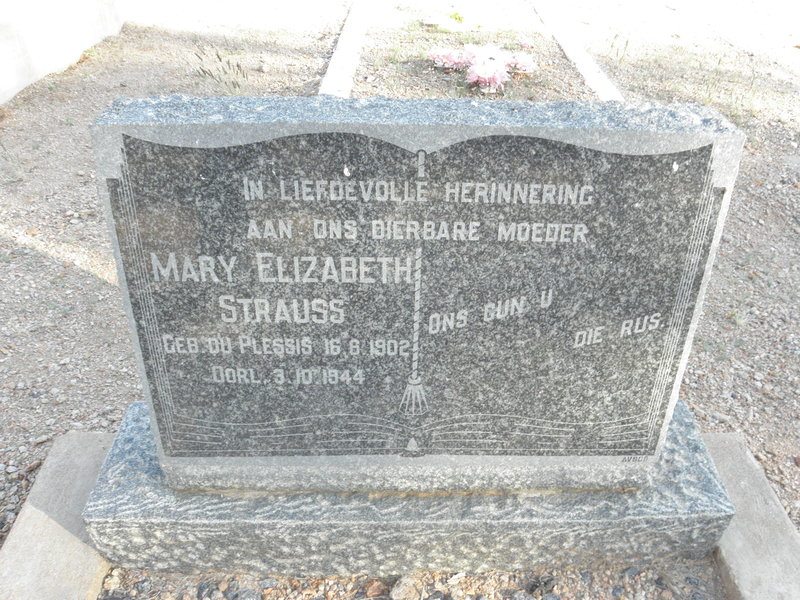 IN LIEFDEVOLLE HERINNERING
AAN ONS DIERBARE MOEDER
MARY ELIZABETH
STRAUSS
GEB. DU PLESSIS 16.8.1902
OORL. 3.10.1944
ONS GUN U
DIE RUS.